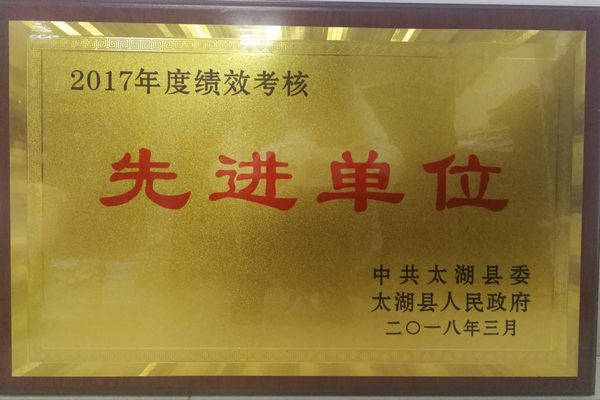 2017年度绩效考核
先进单位
中共太湖县委
太湖县人民政府
二〇一八年三月